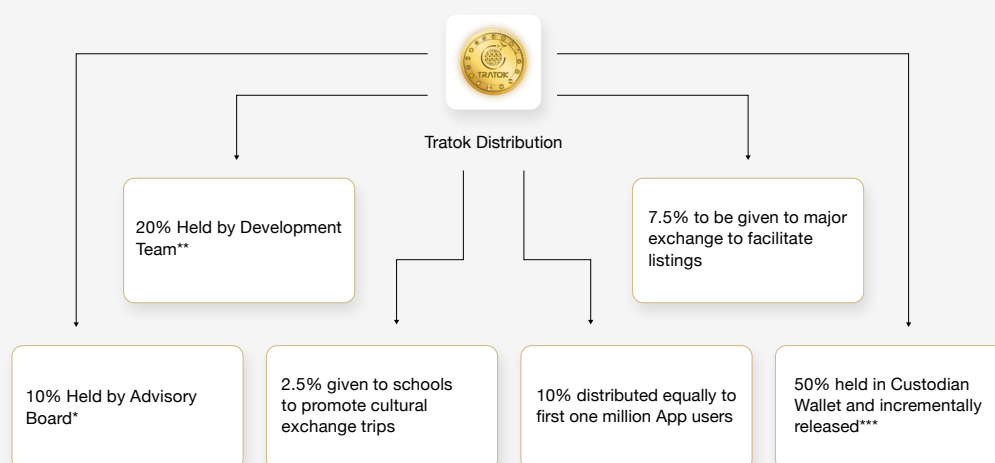 TRATOK
Tratok Distribution
20% Held by Development
Team**
7.5% to be given to major
exchange to facilitate
listings
10% Held by Advisory
Board*
2.5% given to schools
to promote cultural
exchange trips
10% distributed equally to
first one million App users
50% held in Custodian
Wallet and incrementally
released***